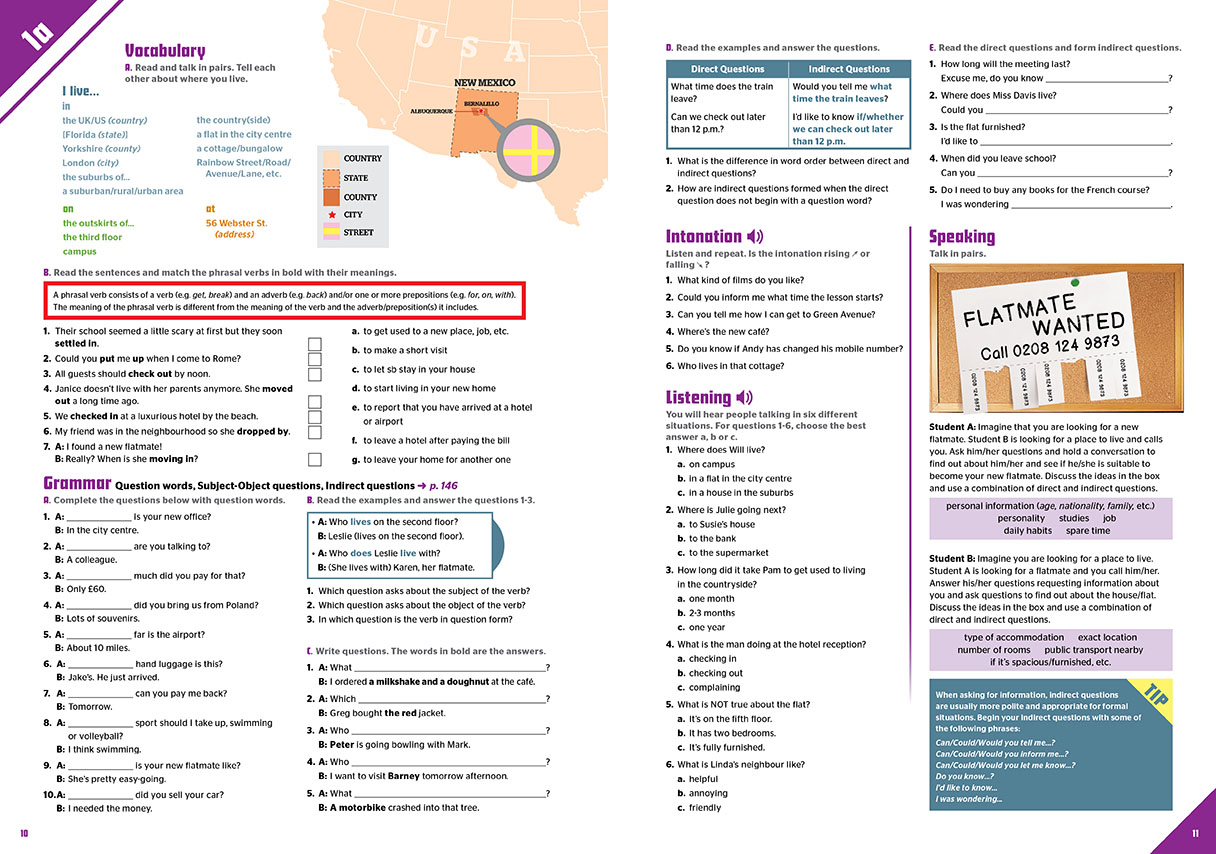 1a
Vocabulary
A. Read and talk in pairs. Tell each
other about where you live.
I live...
in
the UK/US (country)
[Florida (state)]
Yorkshire (county)
London (city)
the suburbs of...
a suburban/rural/urban area
the country(side)
a flat in the city centre
a cottage/bungalow
Rainbow Street/Road/
Avenue/Lane, etc.
on
the outskirts of...
the third floor
campus
at
56 Webster St.
(address)
USA
NEW MEXICO
BERNALILLO
ALBUQUERQUE
COUNTRY
STATE
COUNTY
CITY
STREET
B. Read the sentences and match the phrasal verbs in bold with their meanings.
A phrasal verb consists of a verb (e.g. get, break) and an adverb (e.g. back) and/or one or more prepositions (e.g. for, on, with).
The meaning of the phrasal verb is different from the meaning of the verb and the adverb/preposition(s) it includes.
1. Their school seemed a little scary at first but they soon
settled in.
2. Could you put me up when I come to Rome?
3. All guests should check out by noon.
4. Janice doesn't live with her parents anymore. She moved
out a long time ago.
5. We checked in at a luxurious hotel by the beach.
6. My friend was in the neighbourhood so she dropped by.
7. A: I found a new flatmate!
B: Really? When is she moving in?
a. to get used to a new place, job, etc.
b. to make a short visit
c. to let sb stay in your house
d. to start living in your new home
e. to report that you have arrived at a hotel
or airport
f. to leave a hotel after paying the bill
g. to leave your home for another one
Grammar Question words, Subject-Object questions, Indirect questions ➜ p. 146
A. Complete the questions below with question words.
1. A: ____________ is your new office?
B: In the city centre.
2. A: ____________ are you talking to?
B: A colleague.
3. A: ____________ much did you pay for that?
B: Only £60.
4. A: ____________ did you bring us from Poland?
B: Lots of souvenirs.
5. A: ____________ far is the airport?
B: About 10 miles.
6. A: ____________ hand luggage is this?
B: Jake's. He just arrived.
7. A: ____________ can you pay me back?
B: Tomorrow.
8. A: ____________ sport should I take up, swimming
or volleyball?
B: I think swimming.
9. A: ____________ is your new flatmate like?
B: She's pretty easy-going.
10. A: ____________ did you sell your car?
B: I needed the money.
B. Read the examples and answer the questions 1-3.
• A: Who lives on the second floor?
B: Leslie (lives on the second floor).
• A: Who does Leslie live with?
B: (She lives with) Karen, her flatmate.
1. Which question asks about the subject of the verb?
2. Which question asks about the object of the verb?
3. In which question is the verb in question form?
C. Write questions. The words in bold are the answers.
1. A: What ____________?
B: I ordered a milkshake and a doughnut at the café.
2. A: Which ____________?
B: Greg bought the red jacket.
3. A: Who ____________?
B: Peter is going bowling with Mark.
4. A: Who ____________?
B: I want to visit Barney tomorrow afternoon.
5. A: What ____________?
B: A motorbike crashed into that tree.
10
D. Read the examples and answer the questions.
Direct Questions
Indirect Questions
What time does the train
leave?
Would you tell me what
time the train leaves?
Can we check out later
than 12 p.m.?
I'd like to know if/whether
we can check out later
than 12 p.m.
1. What is the difference in word order between direct and
indirect questions?
2. How are indirect questions formed when the direct
question does not begin with a question word?
Intonation
Listen and repeat. Is the intonation rising ↗ or
falling ↘ ?
1. What kind of films do you like?
2. Could you inform me what time the lesson starts?
3. Can you tell me how I can get to Green Avenue?
4. Where's the new café?
5. Do you know if Andy has changed his mobile number?
6. Who lives in that cottage?
Listening
You will hear people talking in six different
situations. For questions 1-6, choose the best
answer a, b or c.
1. Where does Will live?
a. on campus
b. in a flat in the city centre
c. in a house in the suburbs
2. Where is Julie going next?
a. to Susie's house
b. to the bank
c. to the supermarket
3. How long did it take Pam to get used to living
in the countryside?
a. one month
b. 2-3 months
c. one year
4. What is the man doing at the hotel reception?
a. checking in
b. checking out
c. complaining
5. What is NOT true about the flat?
a. It's on the fifth floor.
b. It has two bedrooms.
c. It's fully furnished.
6. What is Linda's neighbour like?
a. helpful
b. annoying
c. friendly
E. Read the direct questions and form indirect questions.
1. How long will the meeting last?
Excuse me, do you know ____________?
2. Where does Miss Davis live?
Could you ____________?
3. Is the flat furnished?
I'd like to ____________.
4. When did you leave school?
Can you ____________?
5. Do I need to buy any books for the French course?
I was wondering ____________.
Speaking
Talk in pairs.
FLATMATE
WANTED
Call 0208 124 9873
0208 124 9873
0208 124 9873
0208 124 9873
0208 124 9873
0208 124 9873
Student A: Imagine that you are looking for a new
flatmate. Student B is looking for a place to live and calls
you. Ask him/her questions and hold a conversation to
find out about him/her and see if he/she is suitable to
become your new flatmate. Discuss the ideas in the box
and use a combination of direct and indirect questions.
personal information (age, nationality, family, etc.)
personality studies job
daily habits spare time
Student B: Imagine you are looking for a place to live.
Student A is looking for a flatmate and you call him/her.
Answer his/her questions requesting information about
you and ask questions to find out about the house/flat.
Discuss the ideas in the box and use a combination of
direct and indirect questions.
type of accommodation exact location
number of rooms public transport nearby
if it's spacious/furnished, etc.
TIP
When asking for information, indirect questions
are usually more polite and appropriate for formal
situations. Begin your indirect questions with some of
the following phrases:
Can/Could/Would you tell me...?
Can/Could/Would you inform me...?
Can/Could/Would you let me know...?
Do you know...?
I'd like to know...
I was wondering...
11